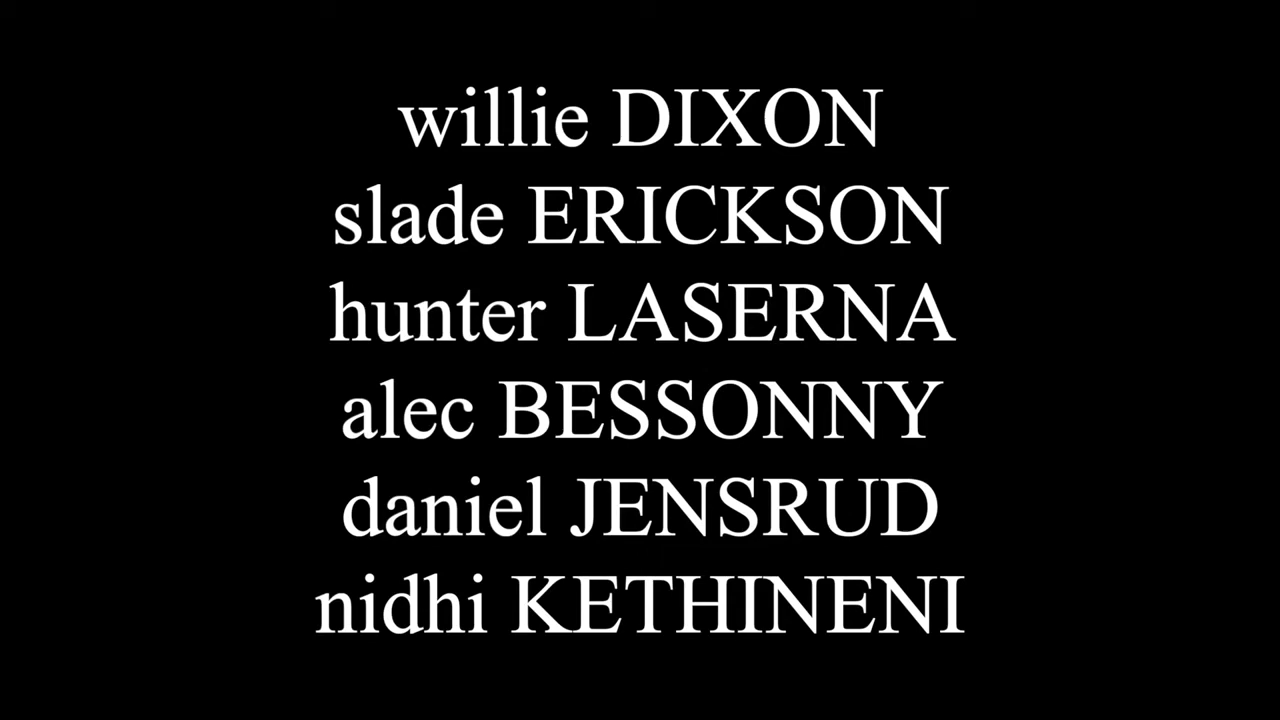 willie DIXON
slade ERICKSON
hunter LASERNA
alec BESSONNY
daniel JENSRUD
nidhi KETHINENI